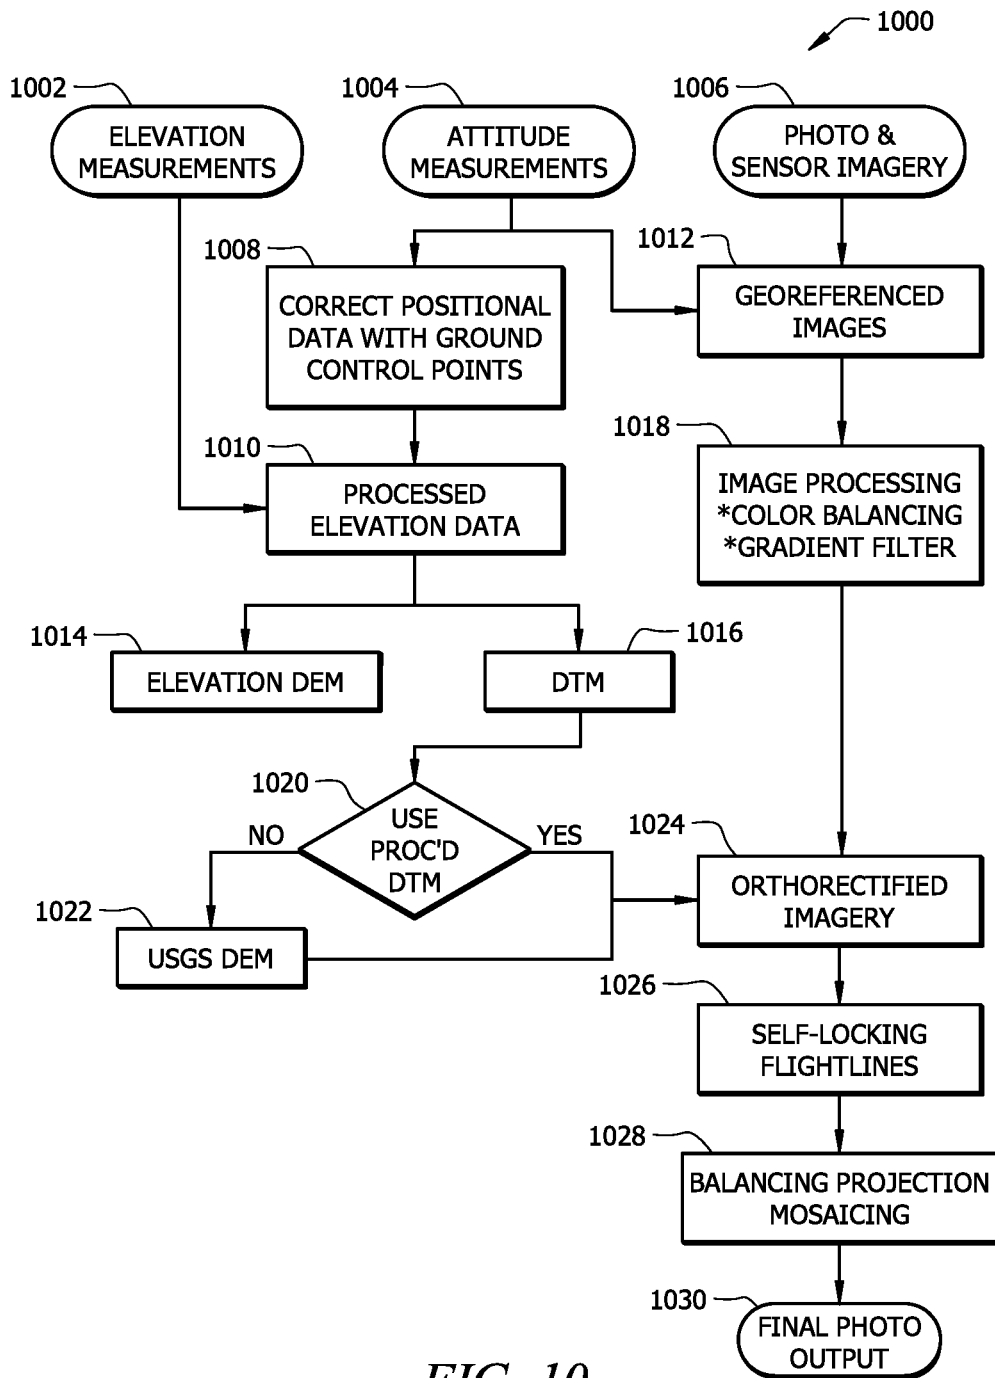 1000
1002
1004
1006
ELEVATION
MEASUREMENTS
ATTITUDE
MEASUREMENTS
PHOTO &
SENSOR IMAGERY
1008
1012
CORRECT POSITIONAL
DATA WITH GROUND
CONTROL POINTS
GEOREFERENCED
IMAGES
1010
1018
PROCESSED
ELEVATION DATA
IMAGE PROCESSING
*COLOR BALANCING
*GRADIENT FILTER
1014
1016
ELEVATION DEM
DTM
1020
USE
PROC'D
DTM
NO
YES
1022
USGS DEM
1024
ORTHORECTIFIED
IMAGERY
1026
SELF-LOCKING
FLIGHTLINES
1028
BALANCING PROJECTION
MOSAICING
1030
FINAL PHOTO
OUTPUT
FIG. 10